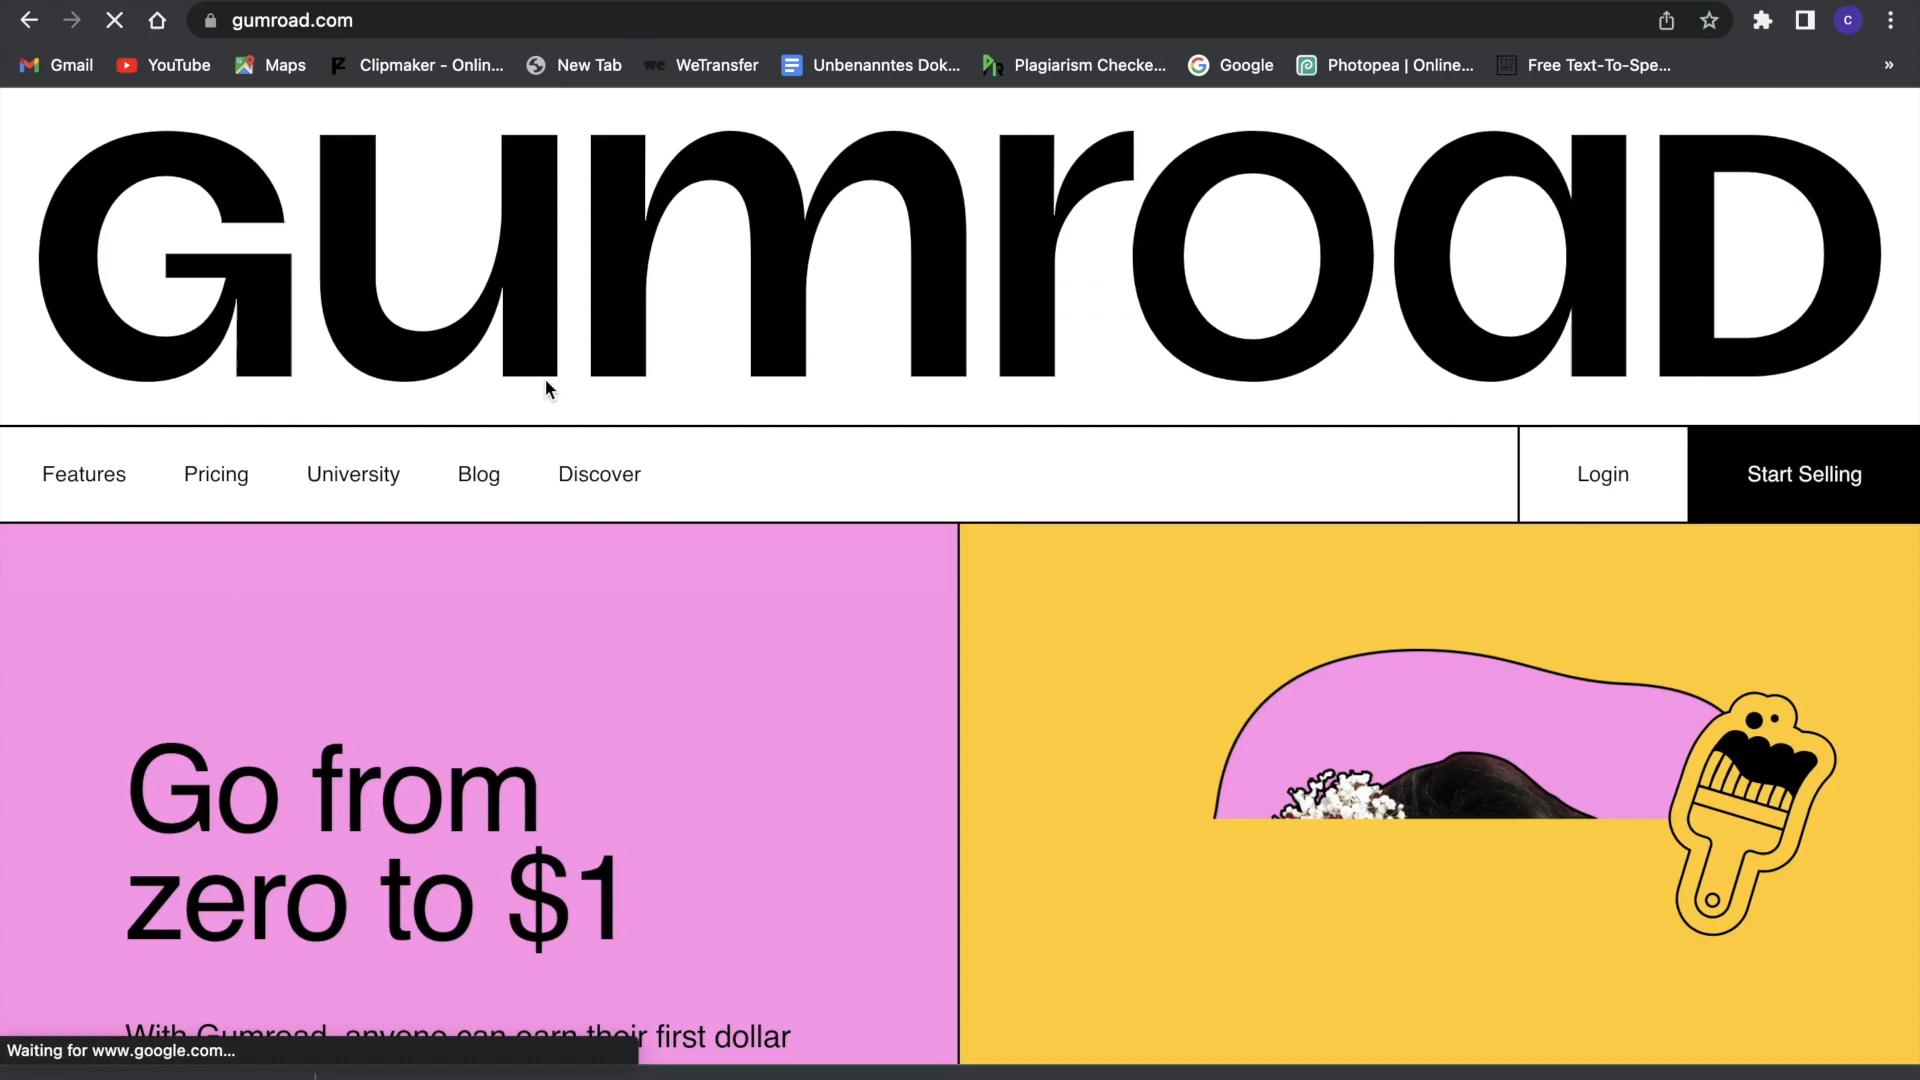 gumroad.com
C
Gmail
YouTube
Maps
Clipmaker - Onlin...
New Tab
we
WeTransfer
Unbenanntes Dok...
Plagiarism Checke...
Google
Photopea | Online...
Free Text-To-Spe...
»
Gumroad
Features
Pricing
University
Blog
Discover
Login
Start Selling
Go from
zero to $1
With Gumroad, anyone can earn their first dollar
Waiting for www.google.com...